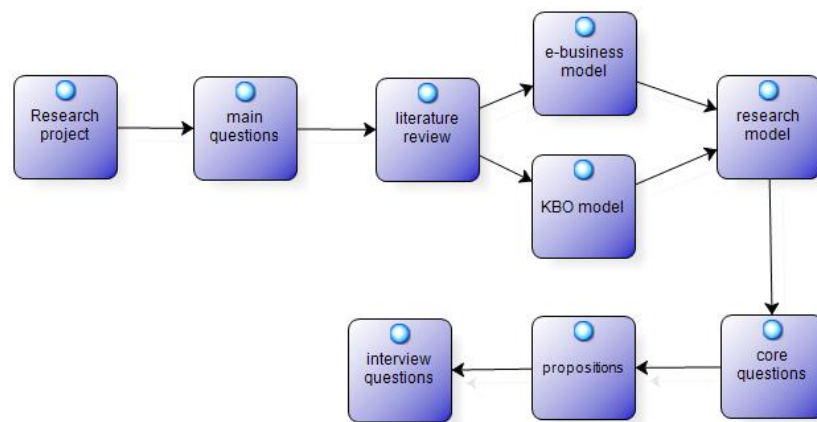 Research
project
main
questions
literature
review
e-business
model
KBO model
research
model
core
questions
propositions
interview
questions